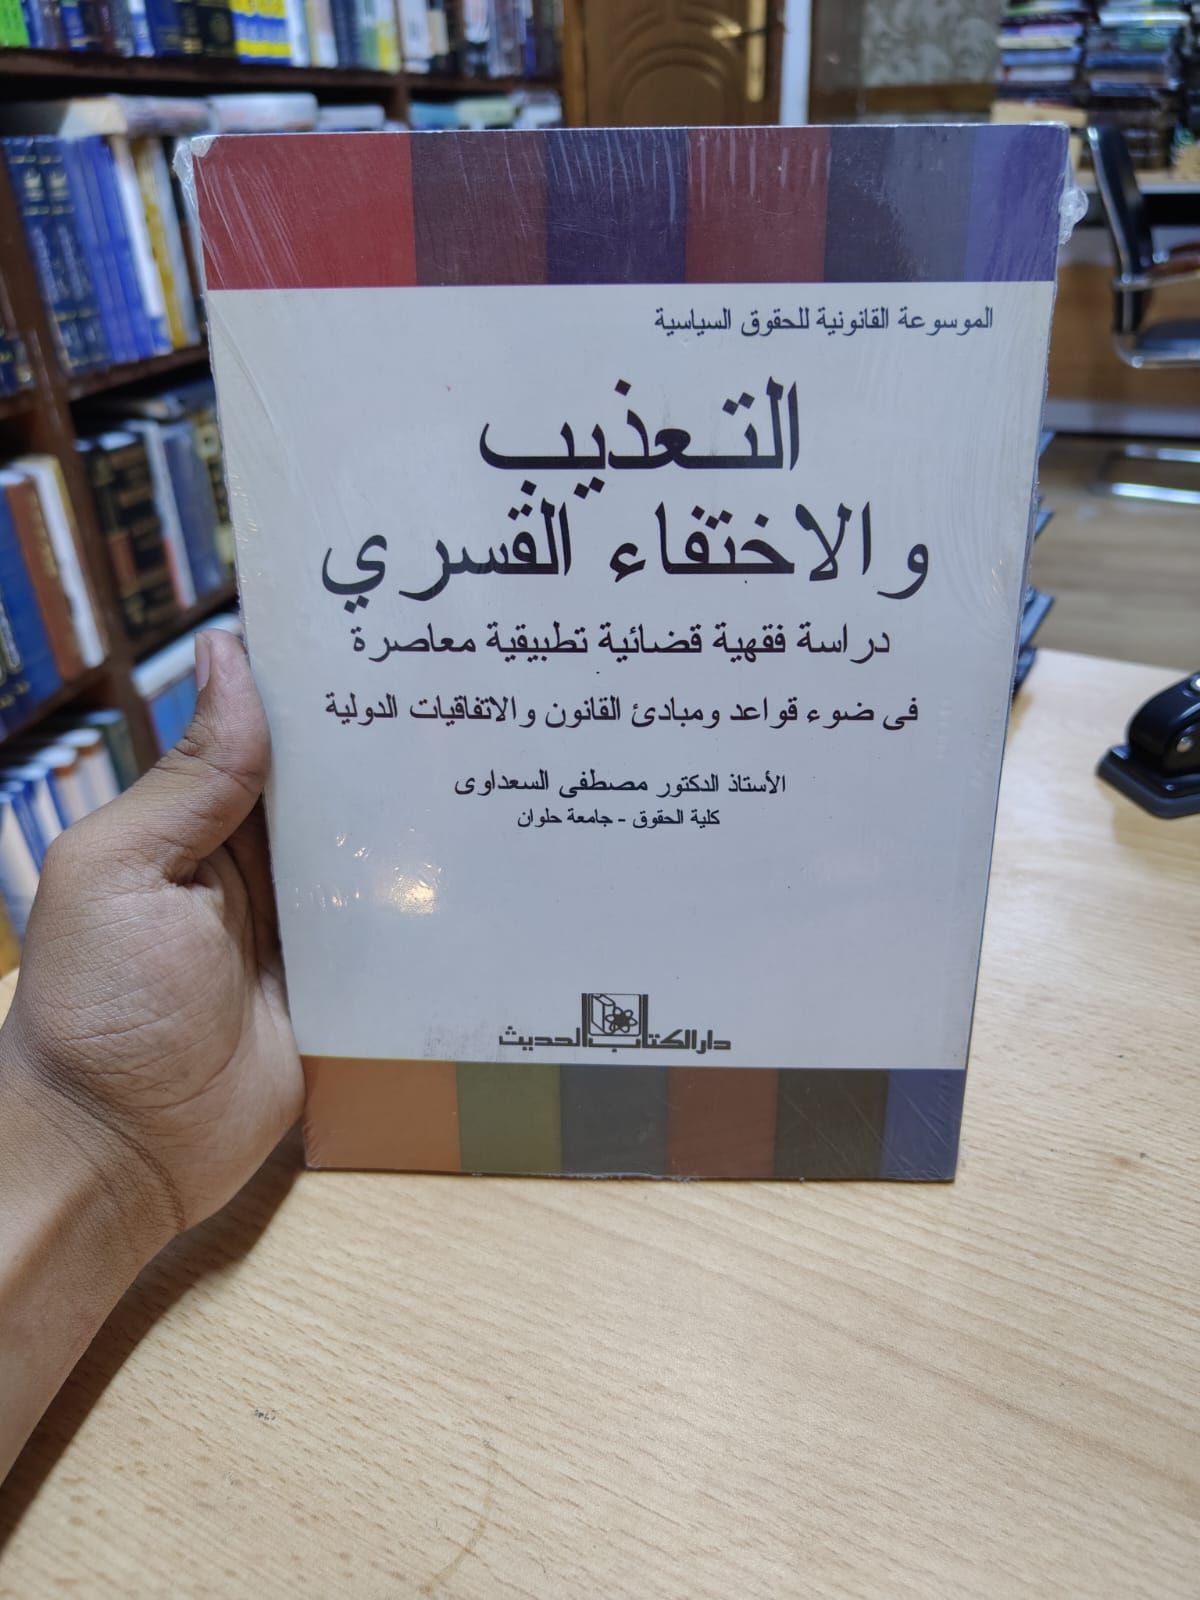 الموسوعة القانونية للحقوق السياسية
التعذيب
والاختفاء القسري
دراسة فقهية قضائية تطبيقية معاصرة
فى ضوء قواعد ومبادئ القانون والاتفاقيات الدولية
الأستاذ الدكتور مصطفى السعداوى
كلية الحقوق - جامعة حلوان
دار الكتاب الحديث